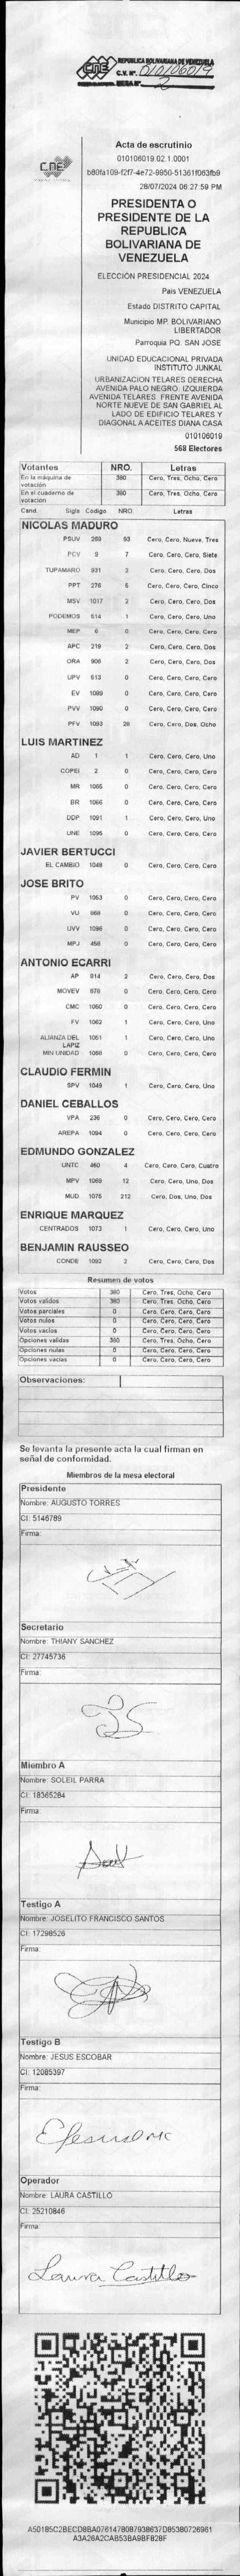 CNE
REPUBLICA BOLIVARIANA DE VENEZUELA
C.V. Nº. 010106019
MESA Nº. 2
CNE
Acta de escrutinio
010106019.02.1.0001
28/07/2024 06:27:59 PM
PRESIDENTA O
PRESIDENTE DE LA
REPUBLICA
BOLIVARIANA DE
VENEZUELA
ELECCIÓN PRESIDENCIAL 2024
Pais VENEZUELA
Estado DISTRITO CAPITAL
Municipio MP. BOLIVARIANO
LIBERTADOR
Parroquia PQ. SAN JOSE
UNIDAD EDUCACIONAL PRIVADA
INSTITUTO JUNKAL
URBANIZACION TELARES DERECHA
AVENIDA PALO NEGRO. IZQUIERDA
AVENIDA TELARES. FRENTE AVENIDA
NORTE NUEVE DE SAN GABRIEL AL
LADO DE EDIFICIO TELARES Y
DIAGONAL A ACEITES DIANA CASA
010106019
568 Electores
Votantes NRO. Letras
En la máquina de votación 380 Cero, Tres, Ocho, Cero
En el cuaderno de votación 380 Cero, Tres, Ocho, Cero
Cand. Sigla Codigo NRO. Letras
NICOLAS MADURO
PSUV 93 Cero, Cero, Nueve, Tres
PCV 9 7 Cero, Cero, Cero, Siete
TUPAMARO 931 2 Cero, Cero, Cero, Dos
PPT 276 5 Cero, Cero, Cero, Cinco
MSV 1017 2 Cero, Cero, Cero, Dos
PODEMOS 514 1 Cero, Cero, Cero, Uno
MEP 6 0 Cero, Cero, Cero, Cero
APC 219 2 Cero, Cero, Cero, Dos
ORA 906 2 Cero, Cero, Cero, Dos
UPV 513 0 Cero, Cero, Cero, Cero
EV 1089 0 Cero, Cero, Cero, Cero
PVV 1090 0 Cero, Cero, Cero, Cero
PFV 1083 28 Cero, Cero, Dos, Ocho
LUIS MARTINEZ
AD 1 1 Cero, Cero, Cero, Uno
COPEI 2 0 Cero, Cero, Cero, Cero
MR 1065 0 Cero, Cero, Cero, Cero
BR 1066 0 Cero, Cero, Cero, Cero
DDP 1091 1 Cero, Cero, Cero, Uno
UNE 1095 0 Cero, Cero, Cero, Cero
JAVIER BERTUCCI
EL CAMBIO 1048 0 Cero, Cero, Cero, Cero
JOSE BRITO
PV 1053 0 Cero, Cero, Cero, Cero
VU 868 0 Cero, Cero, Cero, Cero
UVV 1096 0 Cero, Cero, Cero, Cero
MPJ 458 0 Cero, Cero, Cero, Cero
ANTONIO ECARRI
AP 814 2 Cero, Cero, Cero, Dos
MOVEV 876 0 Cero, Cero, Cero, Cero
CMC 1050 0 Cero, Cero, Cero, Cero
FV 1062 1 Cero, Cero, Cero, Uno
ALIANZA DEL LAPIZ 1051 1 Cero, Cero, Cero, Uno
MIN UNIDAD 1088 0 Cero, Cero, Cero, Cero
CLAUDIO FERMIN
SPV 1049 1 Cero, Cero, Cero, Uno
DANIEL CEBALLOS
VPA 236 0 Cero, Cero, Cero, Cero
AREPA 1094 0 Cero, Cero, Cero, Cero
EDMUNDO GONZALEZ
UNTC 460 4 Cero, Cero, Cero, Cuatro
MPV 1069 12 Cero, Cero, Uno, Dos
MUD 1075 212 Cero, Dos, Uno, Dos
ENRIQUE MARQUEZ
CENTRADOS 1073 1 Cero, Cero, Cero, Uno
BENJAMIN RAUSSEO
CONDE 1092 2 Cero, Cero, Cero, Dos
Resumen de votos
Votos 380 Cero, Tres, Ocho, Cero
Votos validos 380 Cero, Tres, Ocho, Cero
Votos parciales 0 Cero, Cero, Cero, Cero
Votos nulos 0 Cero, Cero, Cero, Cero
Votos vacios 0 Cero, Cero, Cero, Cero
Opciones validas 380 Cero, Tres, Ocho, Cero
Opciones nulas 0 Cero, Cero, Cero, Cero
Opciones vacias 0 Cero, Cero, Cero, Cero
Observaciones:
Se levanta la presente acta la cual firman en
señal de conformidad.
Miembros de la mesa electoral
Presidente
Nombre: AUGUSTO TORRES
CI: 5146789
Firma:
Secretario
Nombre: THIANY SANCHEZ
CI: 27745736
Firma:
Miembro A
Nombre: SOLEIL PARRA
CI: 18365284
Firma:
Testigo A
Nombre: JOSELITO FRANCISCO SANTOS
CI: 17298526
Firma:
Testigo B
Nombre: JESUS ESCOBAR
CI: 12085397
Firma:
Operador
Nombre: LAURA CASTILLO
CI: 25210846
Firma:
Laura Castillo
A50185C2BECD8BA0761478087938637D85380726961
A3A26A2CAB53BA9BF828F